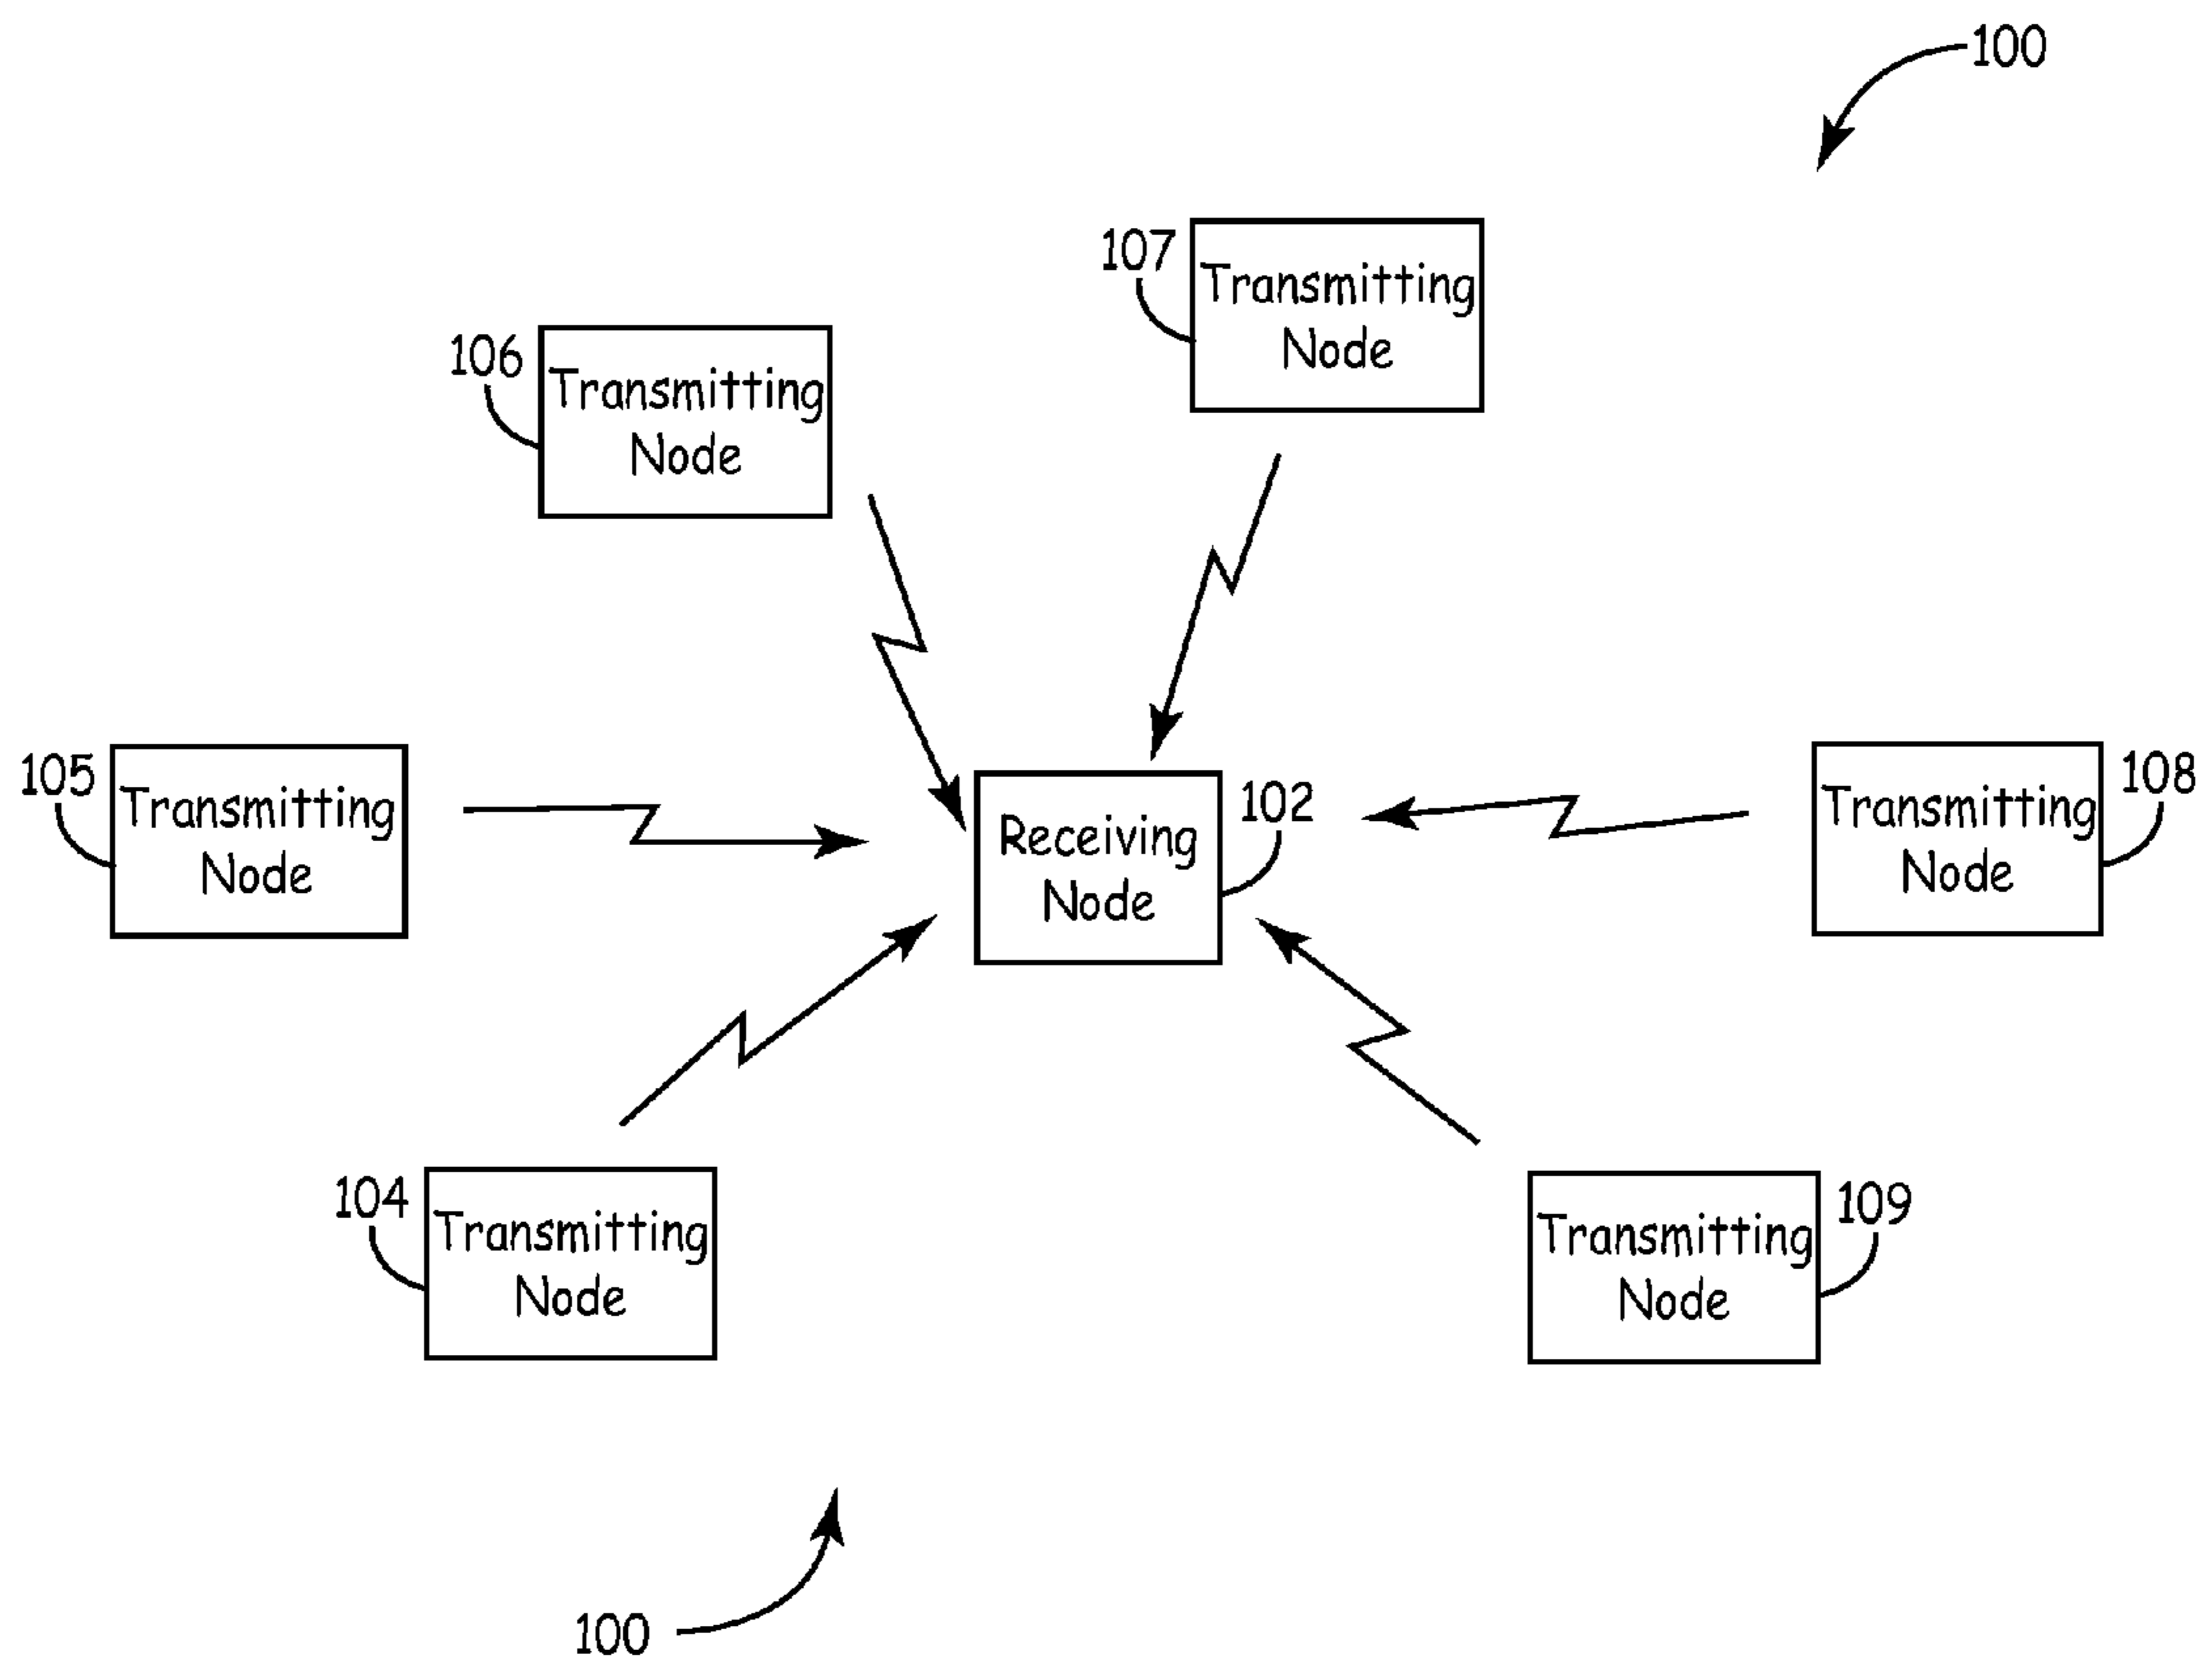 100
107
Transmitting
Node
106
Transmitting
Node
105
Transmitting
Node
Receiving
Node
102
Transmitting
Node
108
104
Transmitting
Node
Transmitting
Node
109
100